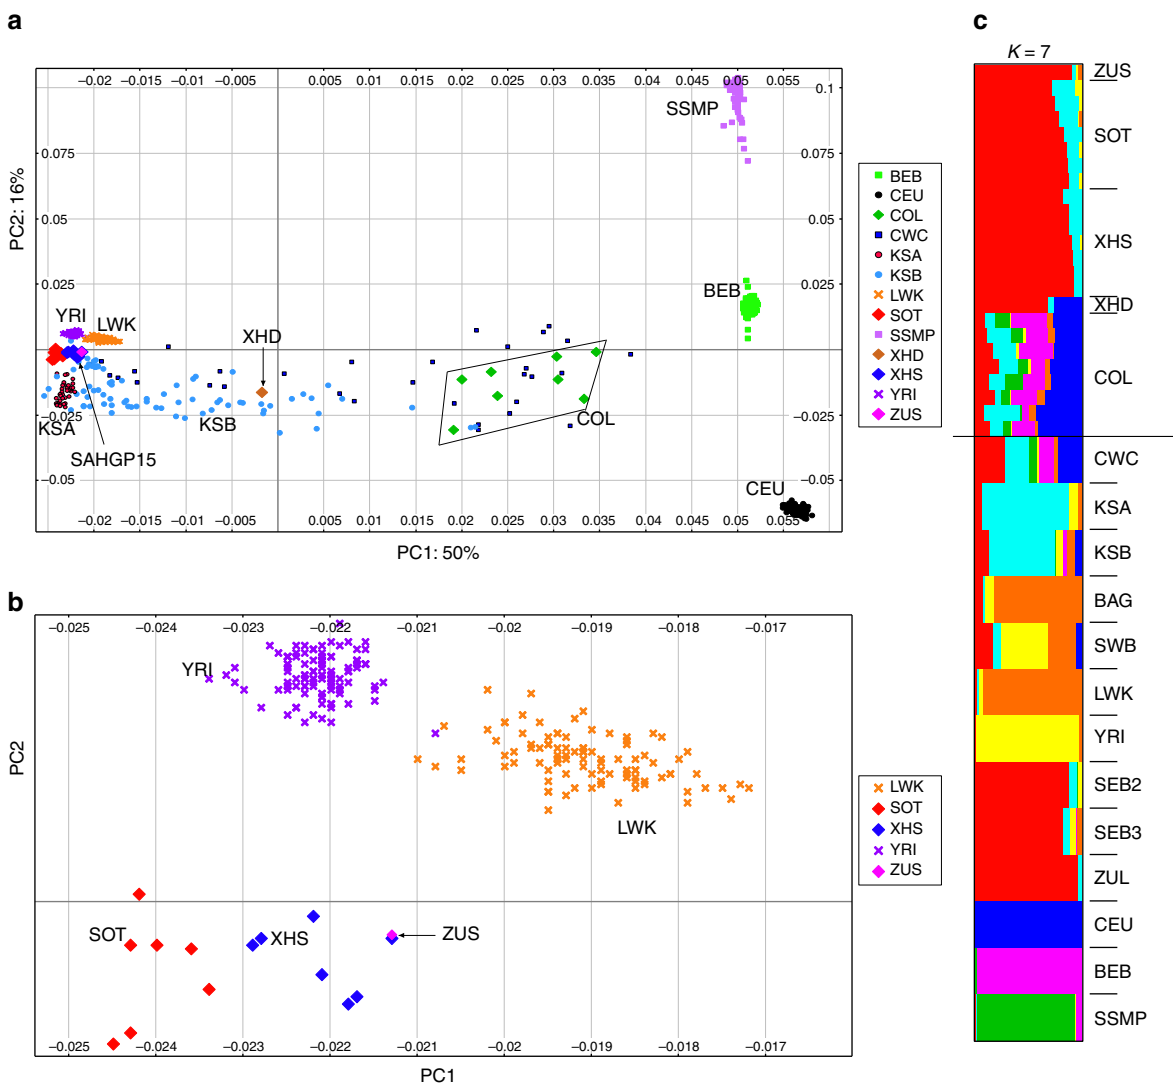 a
−0.02 −0.015 −0.01 −0.005 0.005 0.01 0.015 0.02 0.025 0.03 0.035 0.04 0.045 0.05 0.055
0.1
SSMP
0.075 0.075
0.05 0.05
0.025 0.025
BEB
YRI
LWK
XHD
−0.025 −0.025
KSA
KSB
COL
SAHGP15
−0.05 −0.05
CEU
−0.02 −0.015 −0.01 −0.005 0.005 0.01 0.015 0.02 0.025 0.03 0.035 0.04 0.045 0.05 0.055
PC2: 16%
PC1: 50%
BEB
CEU
COL
CWC
KSA
KSB
LWK
SOT
SSMP
XHD
XHS
YRI
ZUS
b
−0.025 −0.024 −0.023 −0.022 −0.021 −0.02 −0.019 −0.018 −0.017
YRI
LWK
SOT
XHS
ZUS
−0.025 −0.024 −0.023 −0.022 −0.021 −0.02 −0.019 −0.018 −0.017
PC2
PC1
LWK
SOT
XHS
YRI
ZUS
c
K = 7
ZUS
SOT
XHS
XHD
COL
CWC
KSA
KSB
BAG
SWB
LWK
YRI
SEB2
SEB3
ZUL
CEU
BEB
SSMP